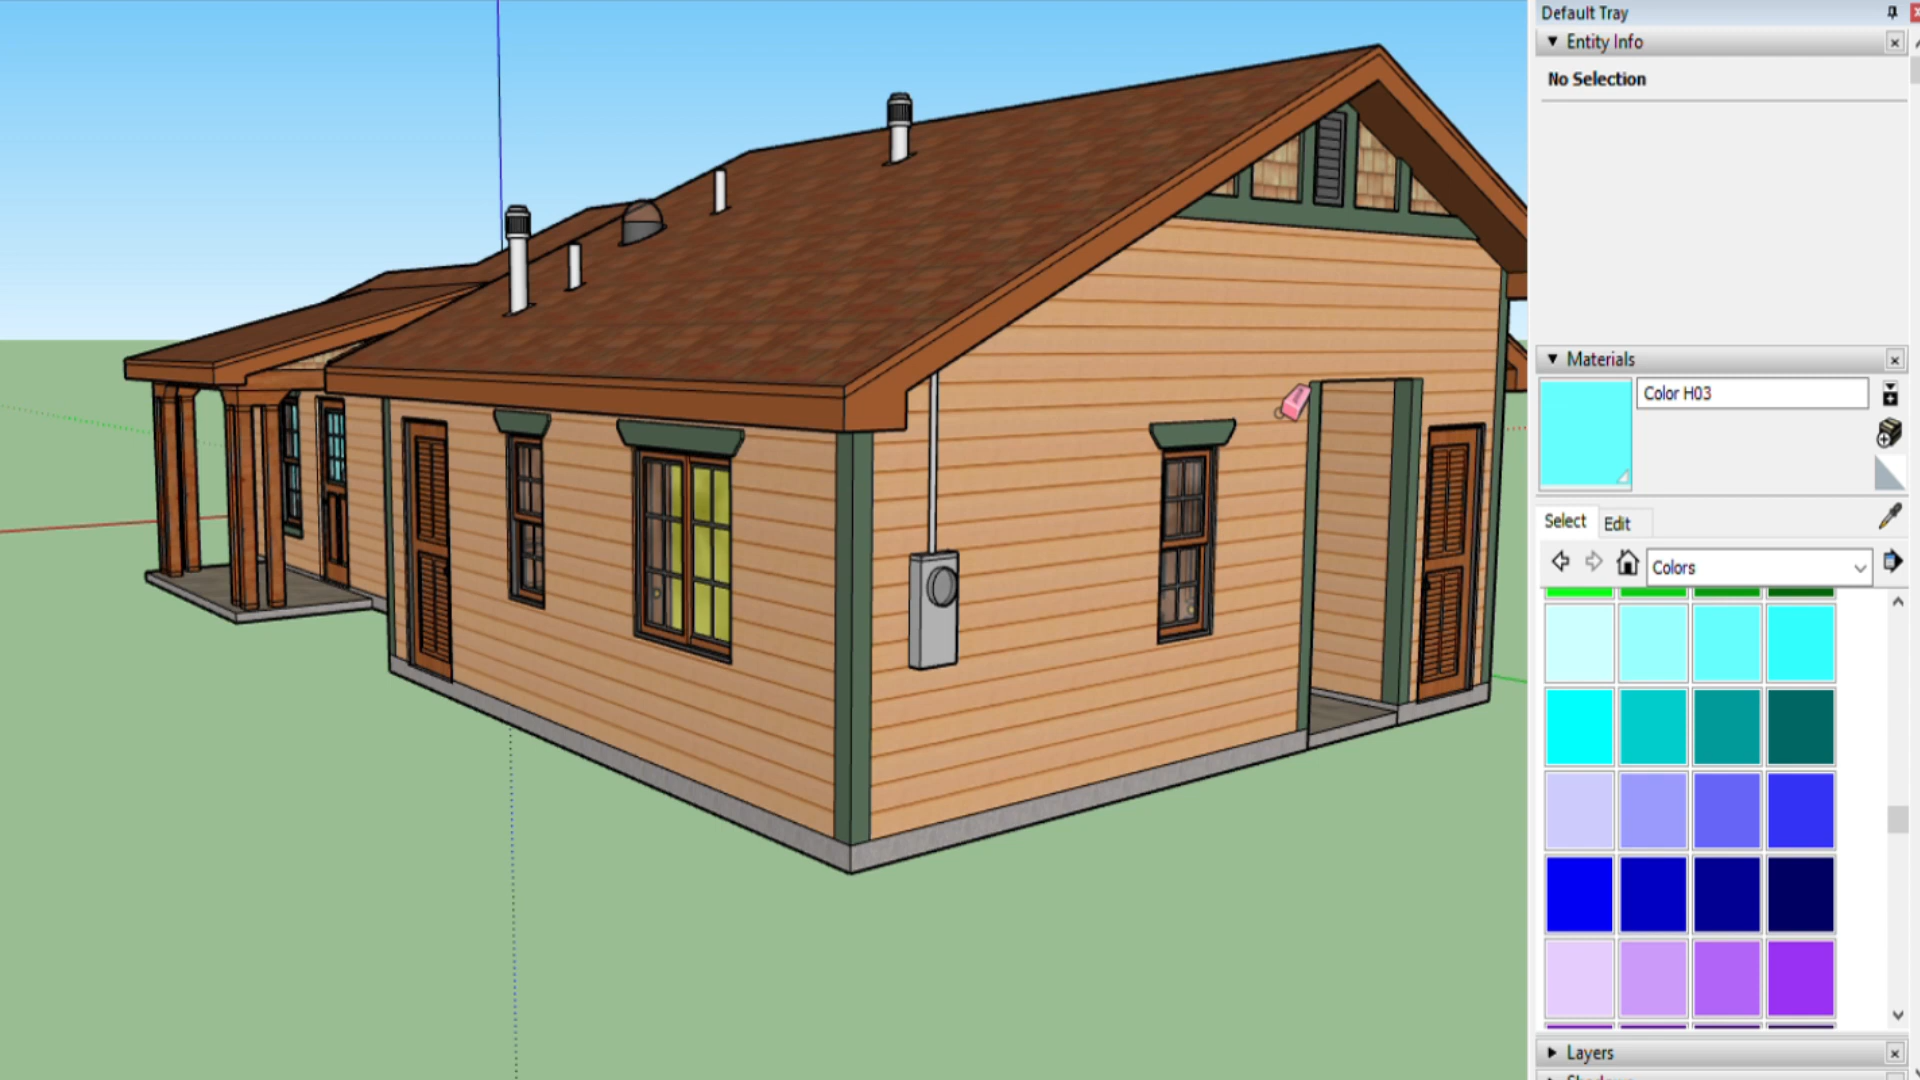 Default Tray
Entity Info
No Selection
Materials
Color H03
Select
Edit
Colors
Layers